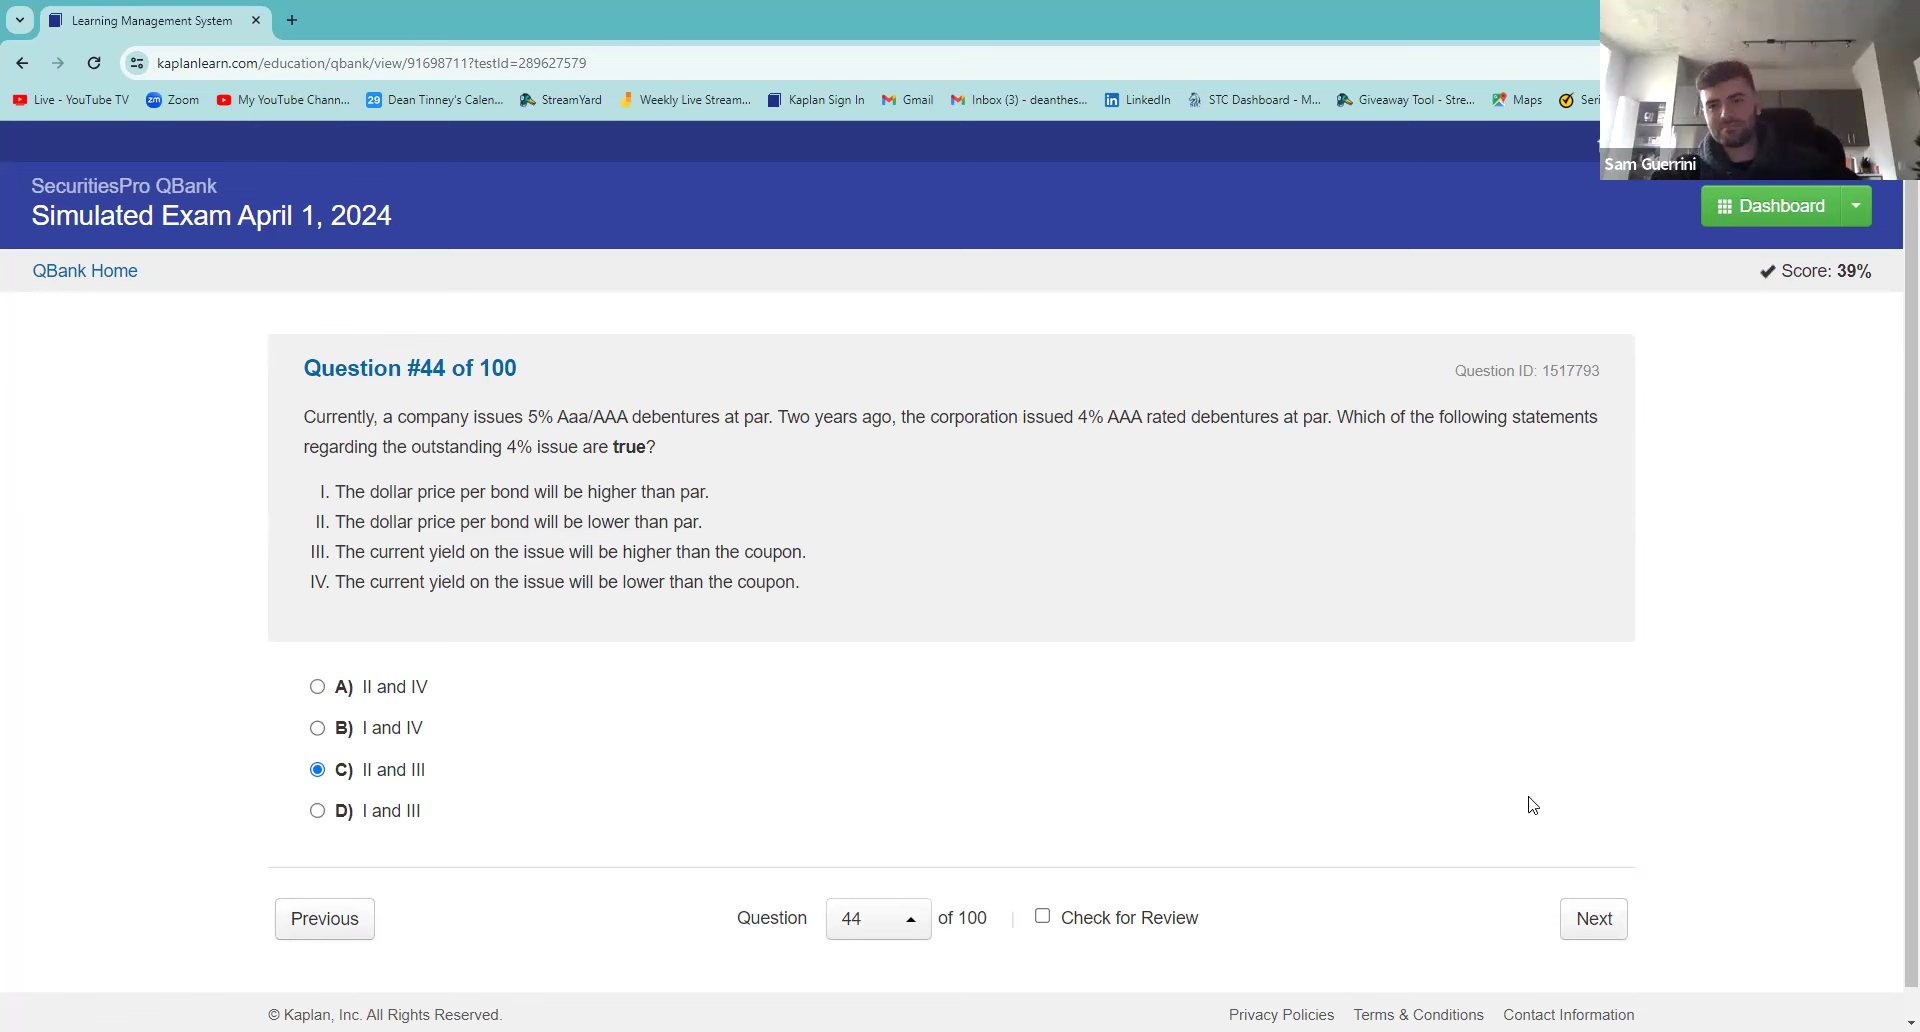 Learning Management System
kaplanlearn.com/education/qbank/view/91698711?testId=289627579
Live - YouTube TV
Zoom
My YouTube Chann...
Dean Tinney's Calen...
StreamYard
Weekly Live Stream...
Kaplan Sign In
Gmail
Inbox (3) - deanthes...
LinkedIn
STC Dashboard - M...
Giveaway Tool - Stre...
Maps
Seri
Sam Guerrini
SecuritiesPro QBank
Simulated Exam April 1, 2024
Dashboard
QBank Home
Score: 39%
Question #44 of 100
Question ID: 1517793
Currently, a company issues 5% Aaa/AAA debentures at par. Two years ago, the corporation issued 4% AAA rated debentures at par. Which of the following statements
regarding the outstanding 4% issue are true?
I. The dollar price per bond will be higher than par.
II. The dollar price per bond will be lower than par.
III. The current yield on the issue will be higher than the coupon.
IV. The current yield on the issue will be lower than the coupon.
A) II and IV
B) I and IV
C) II and III
D) I and III
Previous
Question 44 of 100
Check for Review
Next
© Kaplan, Inc. All Rights Reserved.
Privacy Policies Terms & Conditions Contact Information